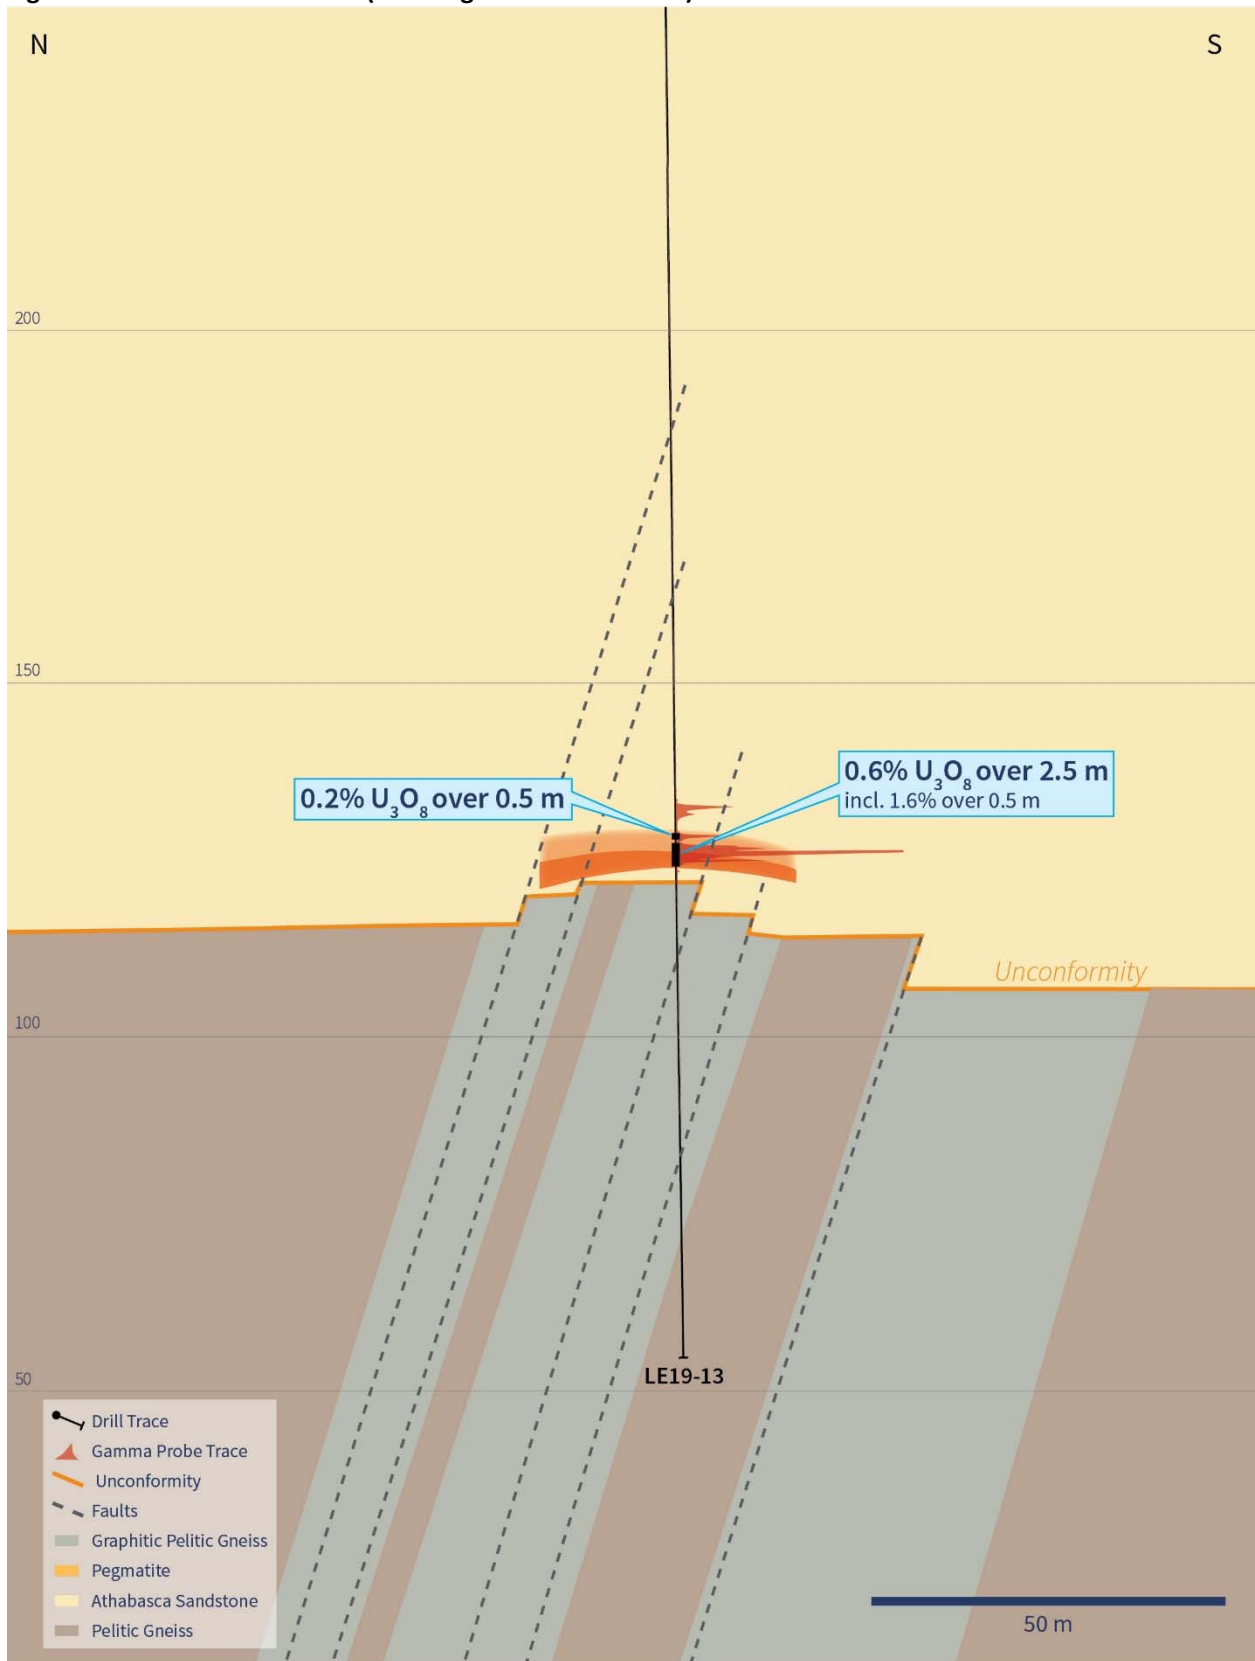 N
S
200
150
0.2% U3O8 over 0.5 m
0.6% U3O8 over 2.5 m
incl. 1.6% over 0.5 m
Unconformity
100
LE19-13
50
Drill Trace
Gamma Probe Trace
Unconformity
Faults
Graphitic Pelitic Gneiss
Pegmatite
Athabasca Sandstone
Pelitic Gneiss
50 m